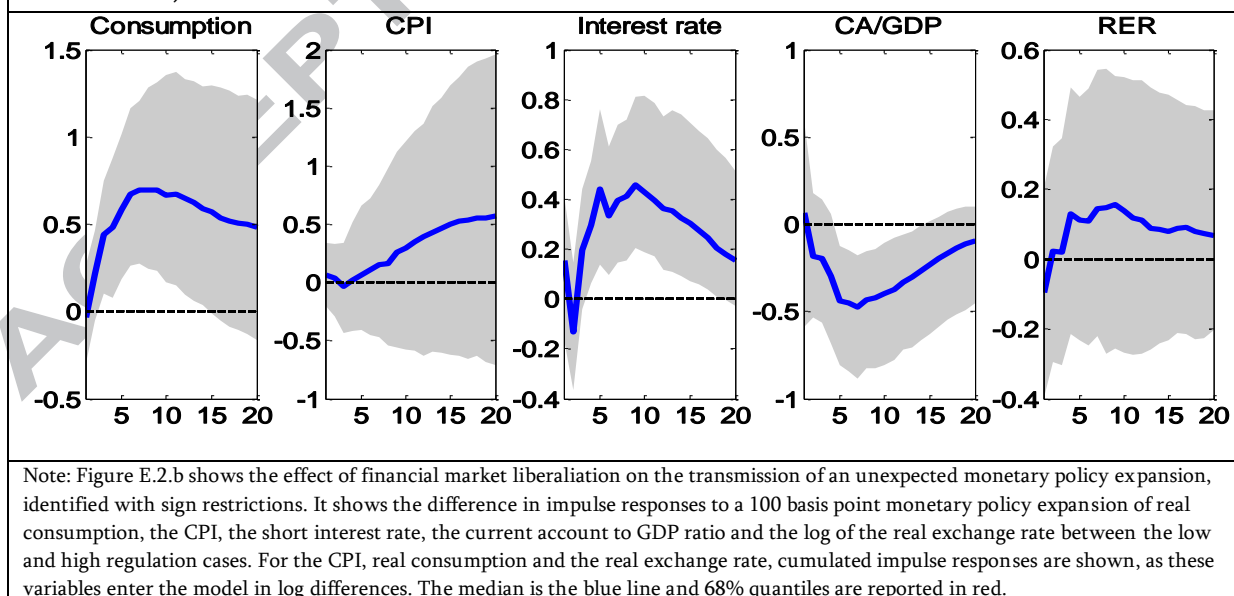 Consumption CPI Interest rate CA/GDP RER
1.5 2 1 1 0.6
1.5 0.8
1 0.6 0.5 0.4
1 0.4 0.2
0.5 0.5 0.2 0 0
0 0 0
-0.5 -0.2 -0.5 -0.2
-0.5 -1 -0.4 -1 -0.4
5 10 15 20 5 10 15 20 5 10 15 20 5 10 15 20 5 10 15 20
Note: Figure E.2.b shows the effect of financial market liberaliation on the transmission of an unexpected monetary policy expansion,
identified with sign restrictions. It shows the difference in impulse responses to a 100 basis point monetary policy expansion of real
consumption, the CPI, the short interest rate, the current account to GDP ratio and the log of the real exchange rate between the low
and high regulation cases. For the CPI, real consumption and the real exchange rate, cumulated impulse responses are shown, as these
variables enter the model in log differences. The median is the blue line and 68% quantiles are reported in red.